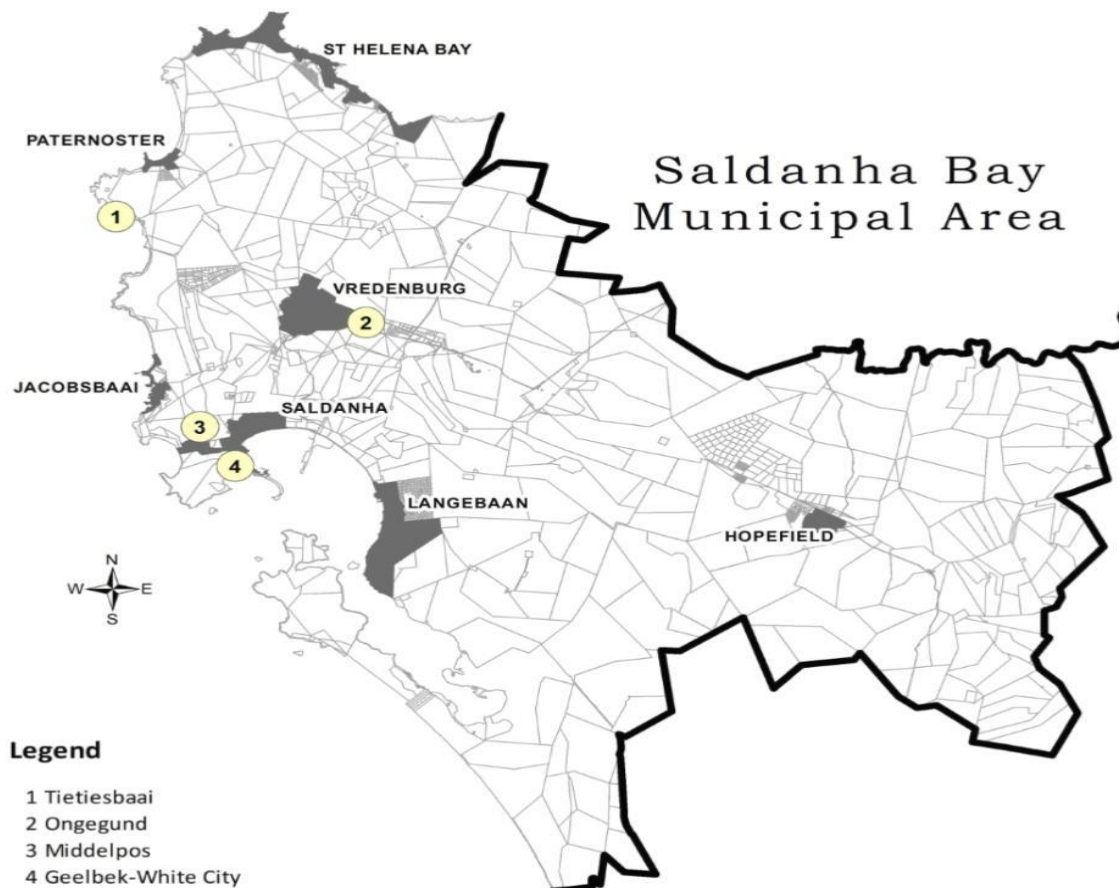 ST HELENA BAY
PATERNOSTER
Saldanha Bay
Municipal Area
1
VREDENBURG
2
JACOBSBAAI
SALDANHA
3
4
LANGEBAAN
HOPEFIELD
N
W E
S
Legend
1 Tietiesbaai
2 Ongegund
3 Middelpos
4 Geelbek-White City